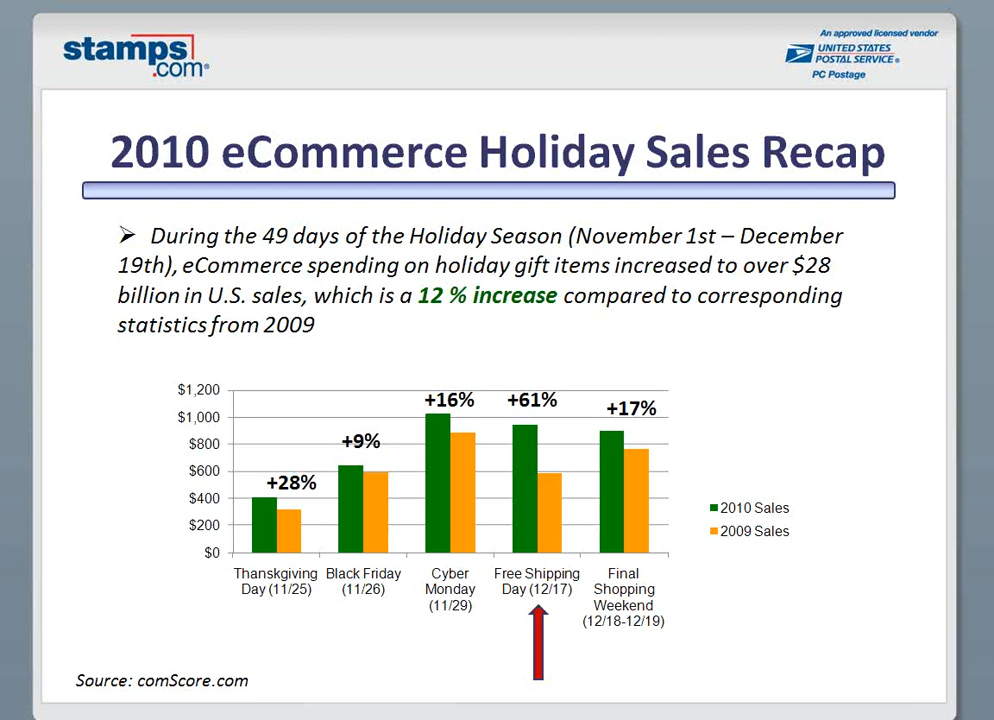 stamps
.com®
An approved licensed vendor
UNITED STATES
POSTAL SERVICE®
PC Postage
2010 eCommerce Holiday Sales Recap
➢ During the 49 days of the Holiday Season (November 1st – December
19th), eCommerce spending on holiday gift items increased to over $28
billion in U.S. sales, which is a 12 % increase compared to corresponding
statistics from 2009
$1,200
$1,000
$800
$600
$400
$200
$0
+28%
+9%
+16%
+61%
+17%
2010 Sales
2009 Sales
Thanskgiving
Day (11/25)
Black Friday
(11/26)
Cyber
Monday
(11/29)
Free Shipping
Day (12/17)
Final
Shopping
Weekend
(12/18-12/19)
Source: comScore.com